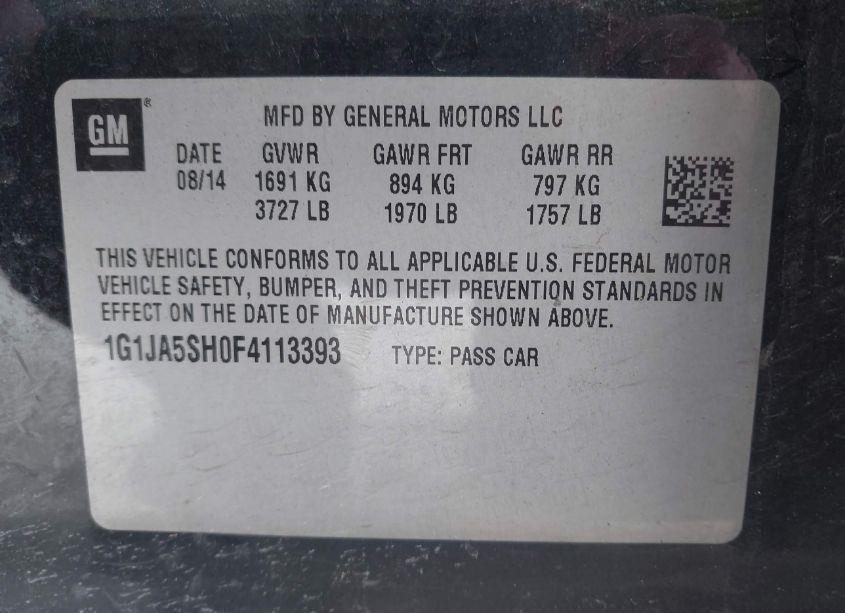 GM ®
MFD BY GENERAL MOTORS LLC
DATE GVWR GAWR FRT GAWR RR
08/14 1691 KG 894 KG 797 KG
3727 LB 1970 LB 1757 LB
THIS VEHICLE CONFORMS TO ALL APPLICABLE U.S. FEDERAL MOTOR
VEHICLE SAFETY, BUMPER, AND THEFT PREVENTION STANDARDS IN
EFFECT ON THE DATE OF MANUFACTURE SHOWN ABOVE.
1G1JA5SH0F4113393 TYPE: PASS CAR